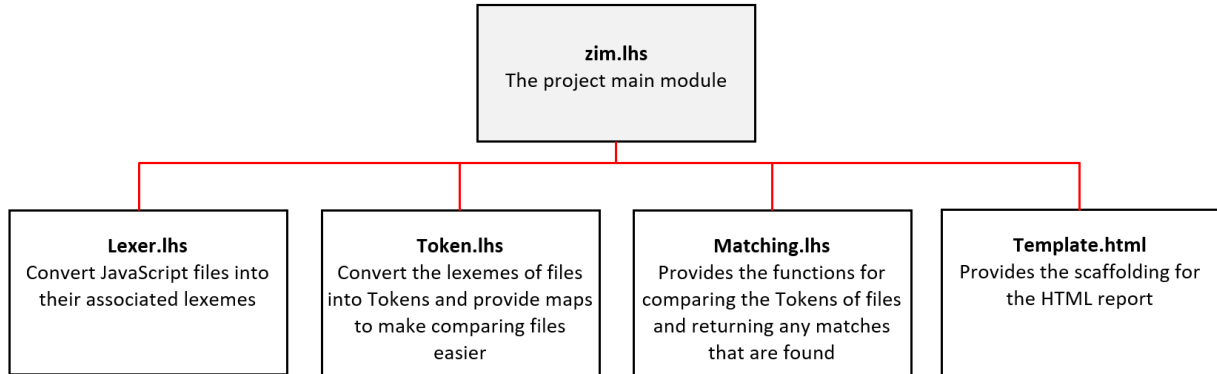 zim.lhs
The project main module
Lexer.lhs
Convert JavaScript files into
their associated lexemes
Token.lhs
Convert the lexemes of files
into Tokens and provide maps
to make comparing files
easier
Matching.lhs
Provides the functions for
comparing the Tokens of files
and returning any matches
that are found
Template.html
Provides the scaffolding for
the HTML report